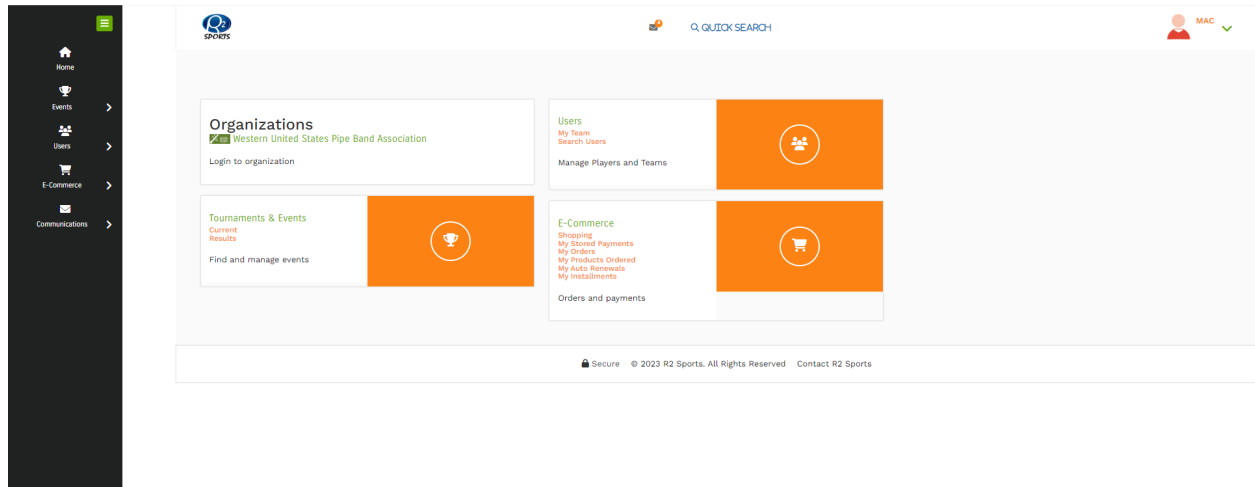 R2
SPORTS
QUICK SEARCH
MAC
Home
Events
Users
E-Commerce
Communications
Organizations
Western United States Pipe Band Association
Login to organization
Users
My Team
Search Users
Manage Players and Teams
Tournaments & Events
Current
Results
Find and manage events
E-Commerce
Shopping
My Stored Payments
My Orders
My Products Ordered
My Auto Renewals
My Installments
Orders and payments
Secure © 2023 R2 Sports. All Rights Reserved Contact R2 Sports